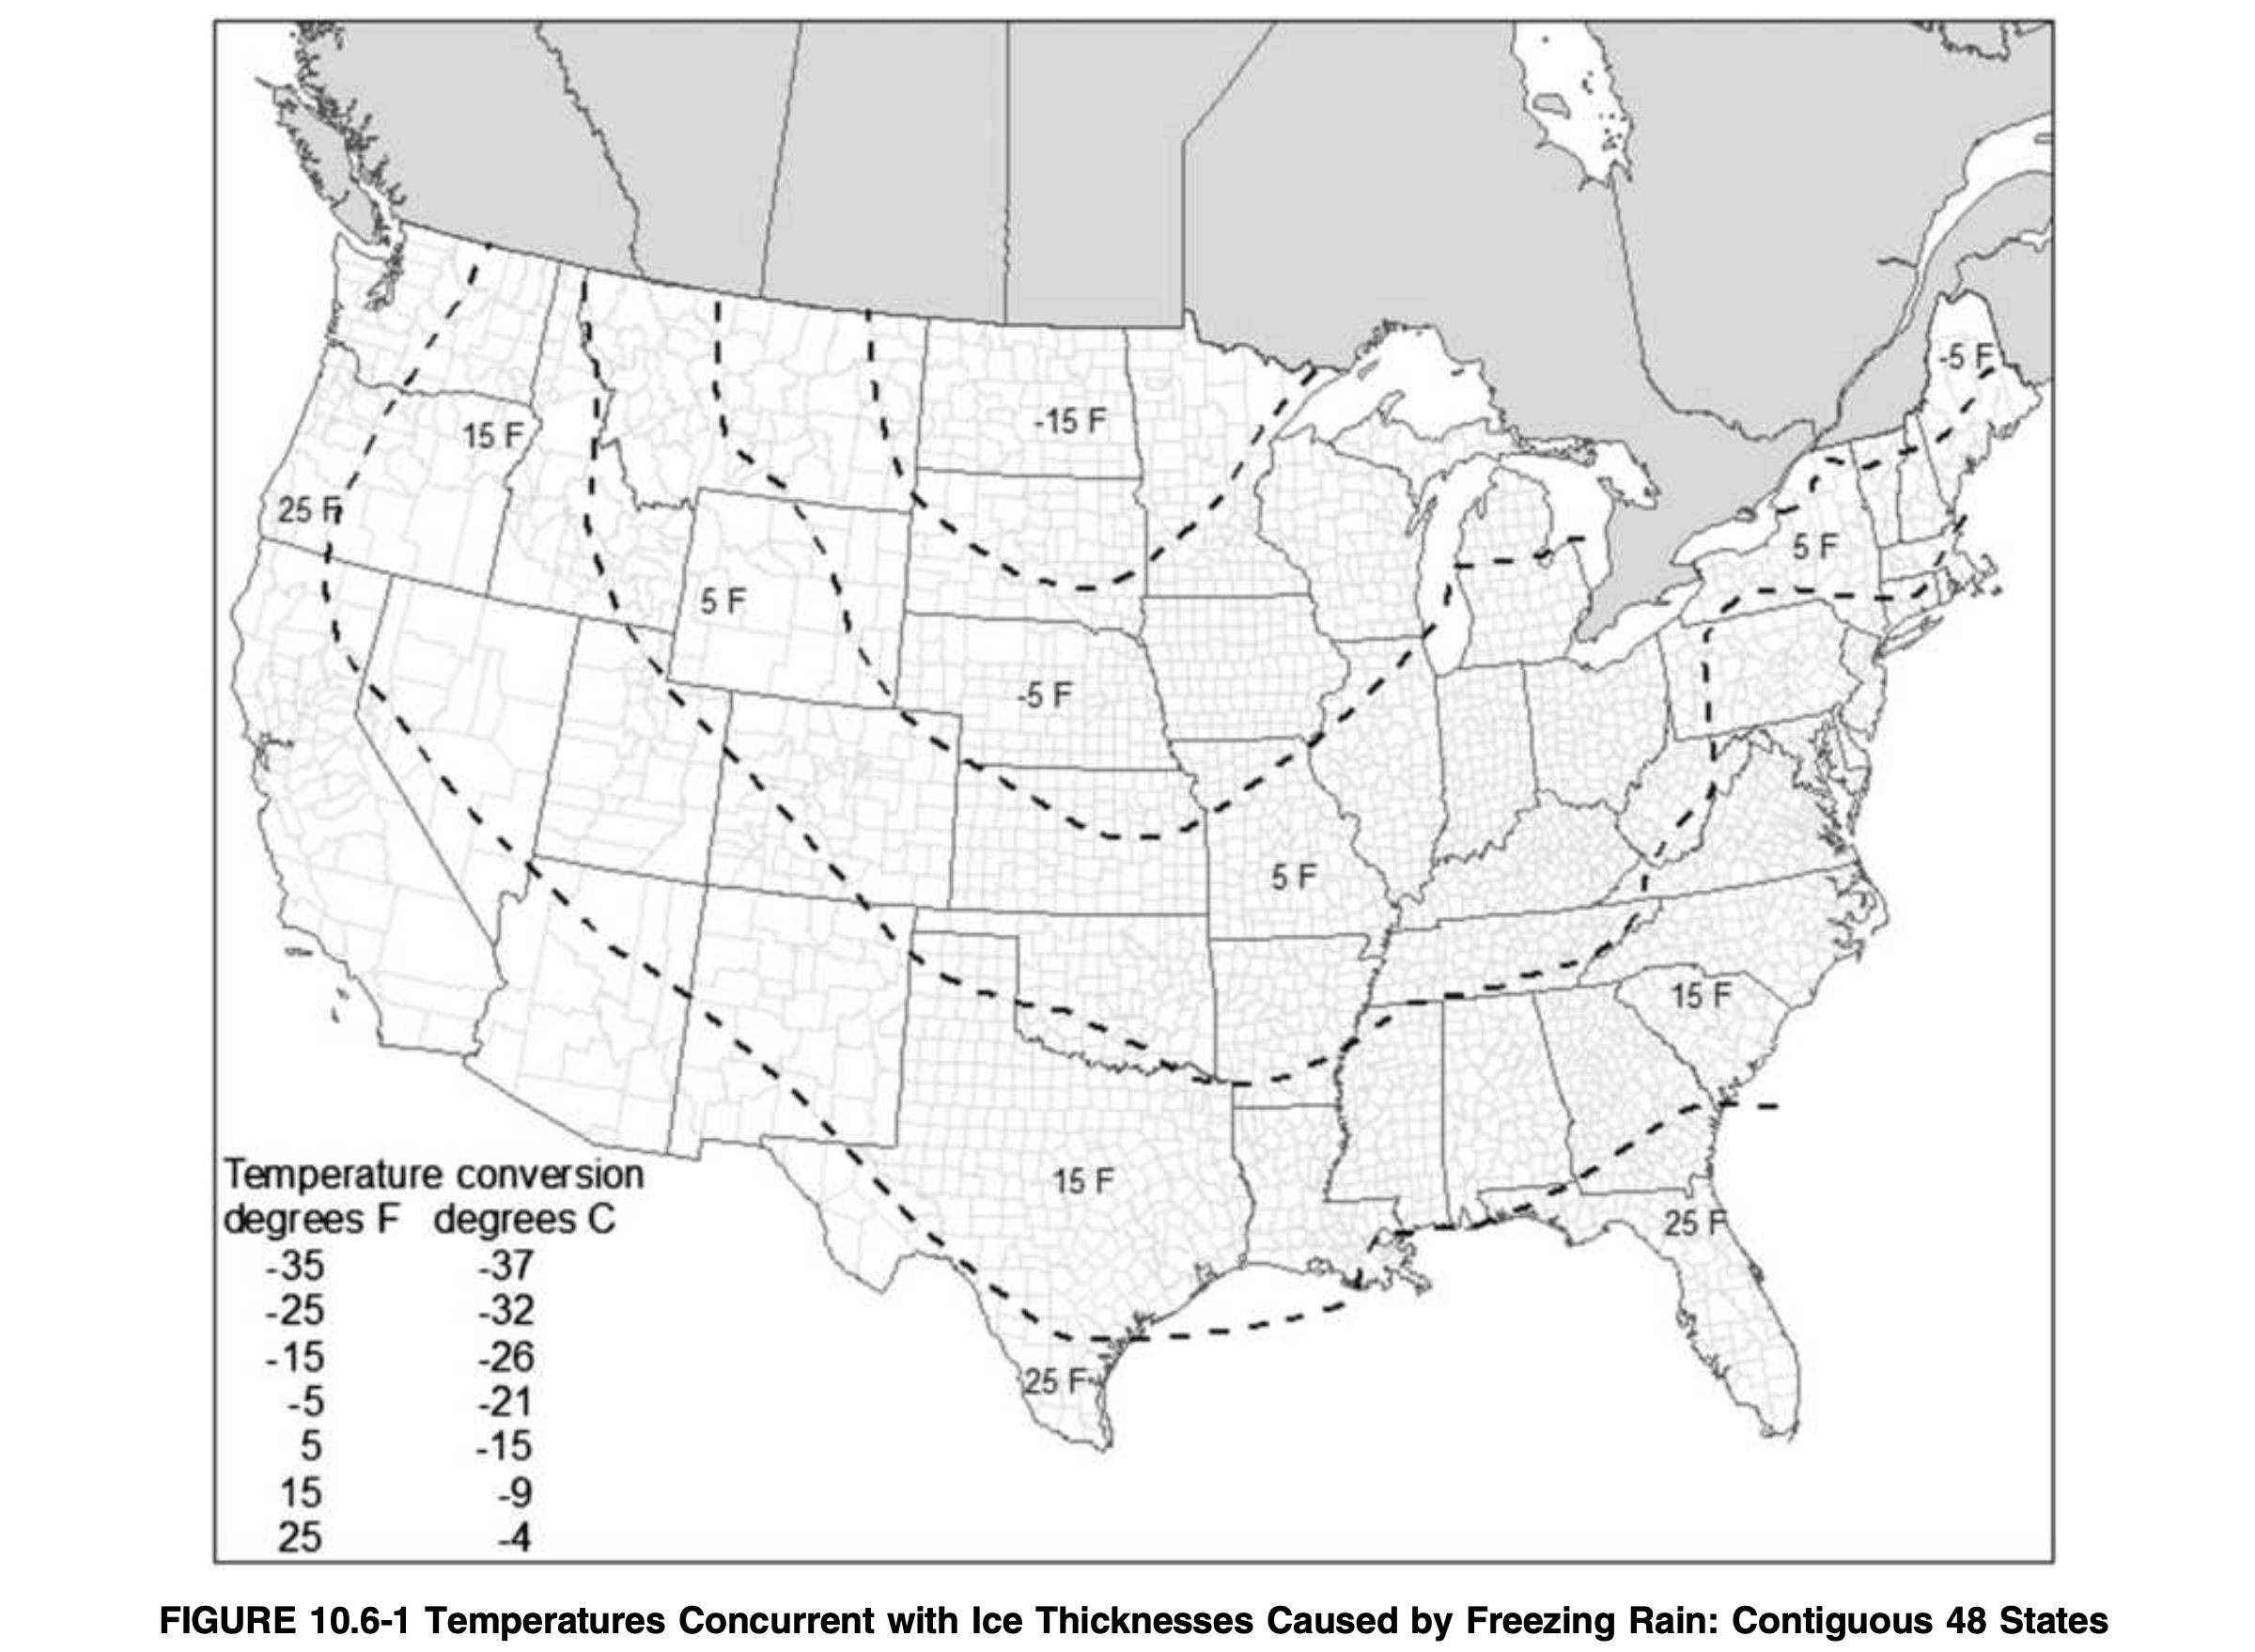 -5 F
-15 F
15 F
25 F
5 F
5 F
-5 F
5 F
15 F
15 F
25 F
25 F
Temperature conversion
degrees F degrees C
-35 -37
-25 -32
-15 -26
-5 -21
5 -15
15 -9
25 -4
FIGURE 10.6-1 Temperatures Concurrent with Ice Thicknesses Caused by Freezing Rain: Contiguous 48 States